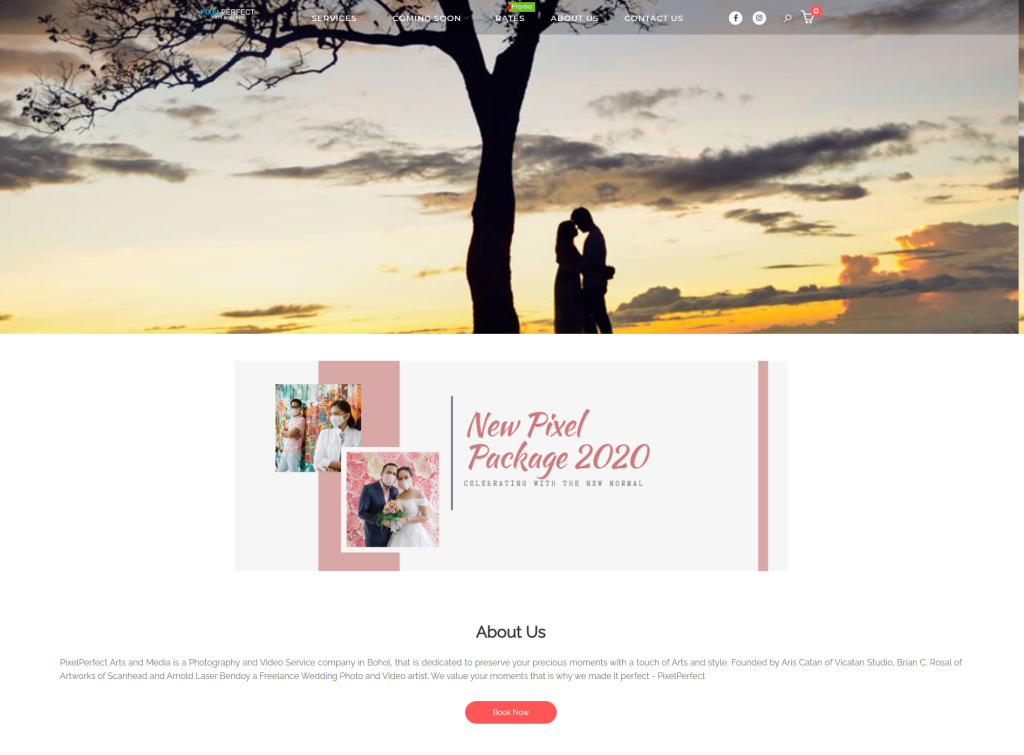 PIXEL PERFECT
SERVICES
COMING SOON
Promo
RATES
ABOUT US
CONTACT US
0
New Pixel
Package 2020
CELEBRATING WITH THE NEW NORMAL
About Us
PixelPerfect Arts and Media is a Photography and Video Service company in Bohol, that is dedicated to preserve your precious moments with a touch of Arts and style. Founded by Aris Catan of Vicatan Studio, Brian C. Rosal of
Artworks of Scanhead and Arnold Laser Bendoy a Freelance Wedding Photo and Video artist. We value your moments that is why we made it perfect - PixelPerfect
Book Now